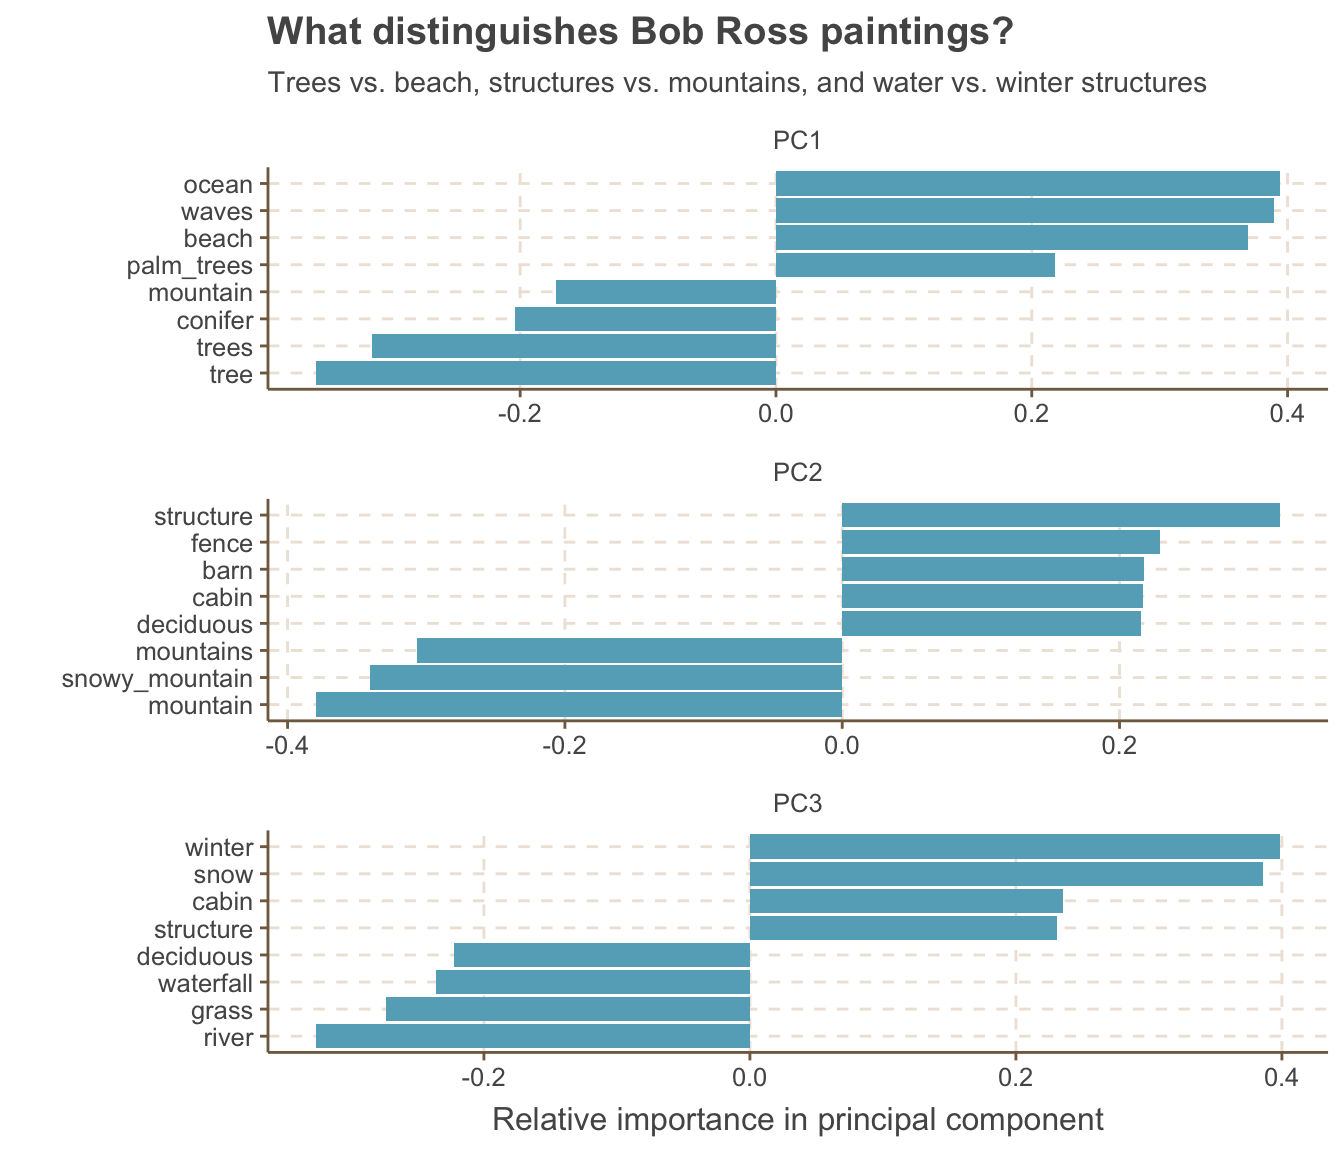 What distinguishes Bob Ross paintings?
Trees vs. beach, structures vs. mountains, and water vs. winter structures
PC1
ocean
waves
beach
palm_trees
mountain
conifer
trees
tree
-0.2 0.0 0.2 0.4
PC2
structure
fence
barn
cabin
deciduous
mountains
snowy_mountain
mountain
-0.4 -0.2 0.0 0.2
PC3
winter
snow
cabin
structure
deciduous
waterfall
grass
river
-0.2 0.0 0.2 0.4
Relative importance in principal component